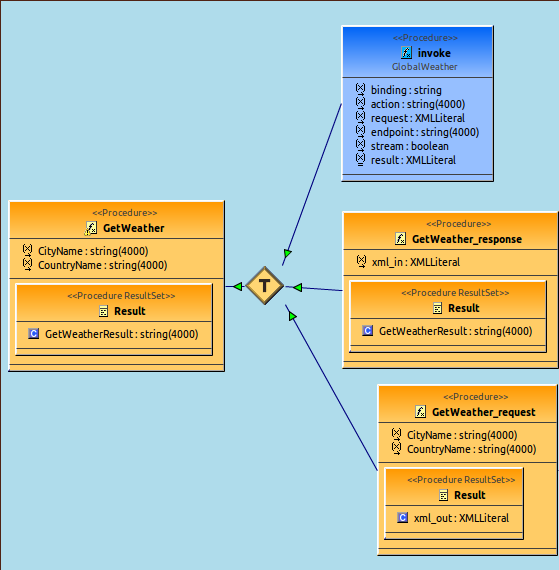 <<Procedure>>
invoke
GlobalWeather
binding : string
action : string(4000)
request : XMLLiteral
endpoint : string(4000)
stream : boolean
result : XMLLiteral
<<Procedure>>
GetWeather
CityName : string(4000)
CountryName : string(4000)
<<Procedure ResultSet>>
Result
GetWeatherResult : string(4000)
T
<<Procedure>>
GetWeather_response
xml_in : XMLLiteral
<<Procedure ResultSet>>
Result
GetWeatherResult : string(4000)
<<Procedure>>
GetWeather_request
CityName : string(4000)
CountryName : string(4000)
<<Procedure ResultSet>>
Result
xml_out : XMLLiteral